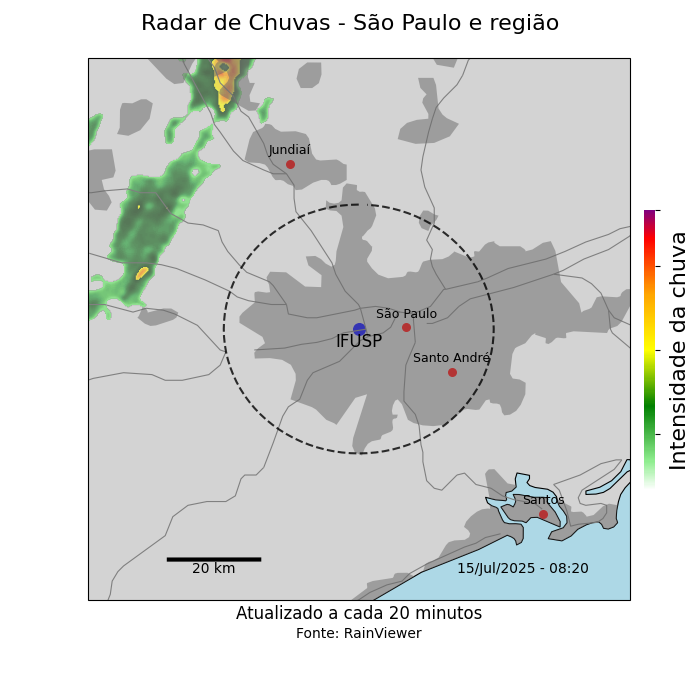 Radar de Chuvas - São Paulo e região
Jundiaí
São Paulo
IFUSP
Santo André
Santos
20 km
15/Jul/2025 - 08:20
Intensidade da chuva
Atualizado a cada 20 minutos
Fonte: RainViewer